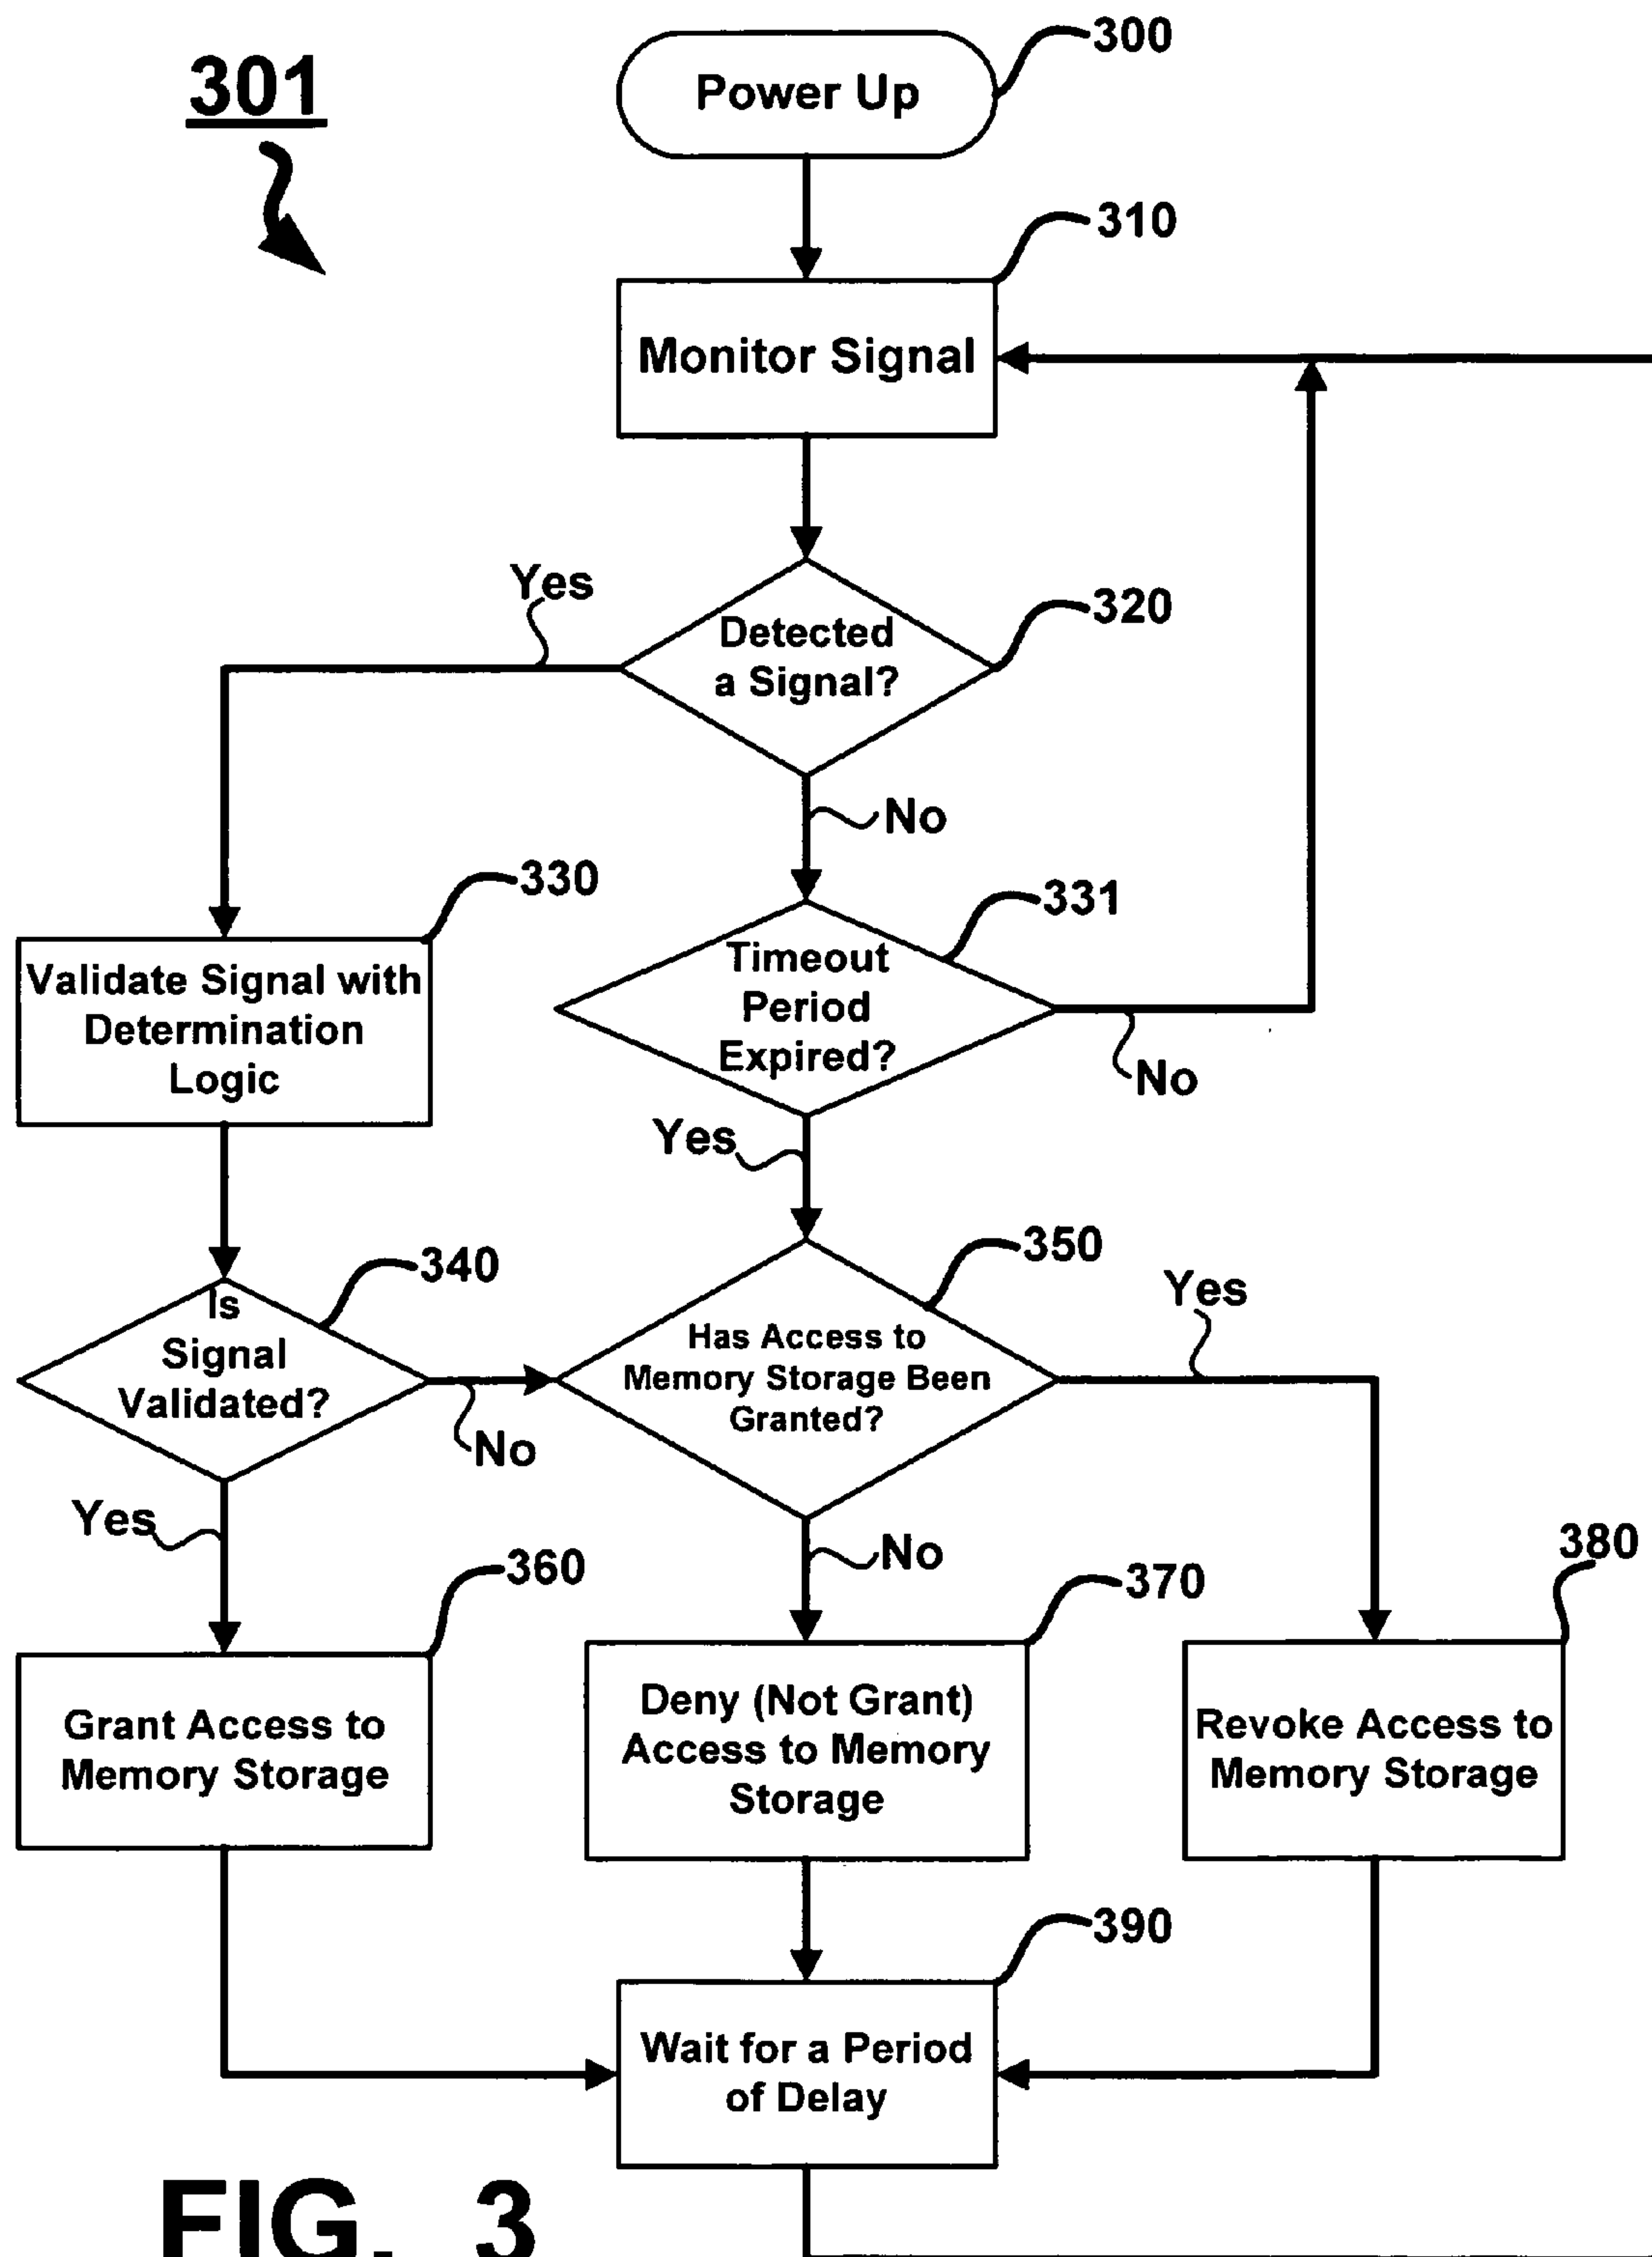 301
Power Up
300
310
Monitor Signal
Yes
320
Detected
a Signal?
No
330
331
Validate Signal with
Determination
Logic
Timeout
Period
Expired?
No
Yes
340
350
Yes
Is
Signal
Validated?
No
Has Access to
Memory Storage Been
Granted?
Yes
No
360
370
380
Grant Access to
Memory Storage
Deny (Not Grant)
Access to Memory
Storage
Revoke Access to
Memory Storage
390
Wait for a Period
of Delay
FIG. 3